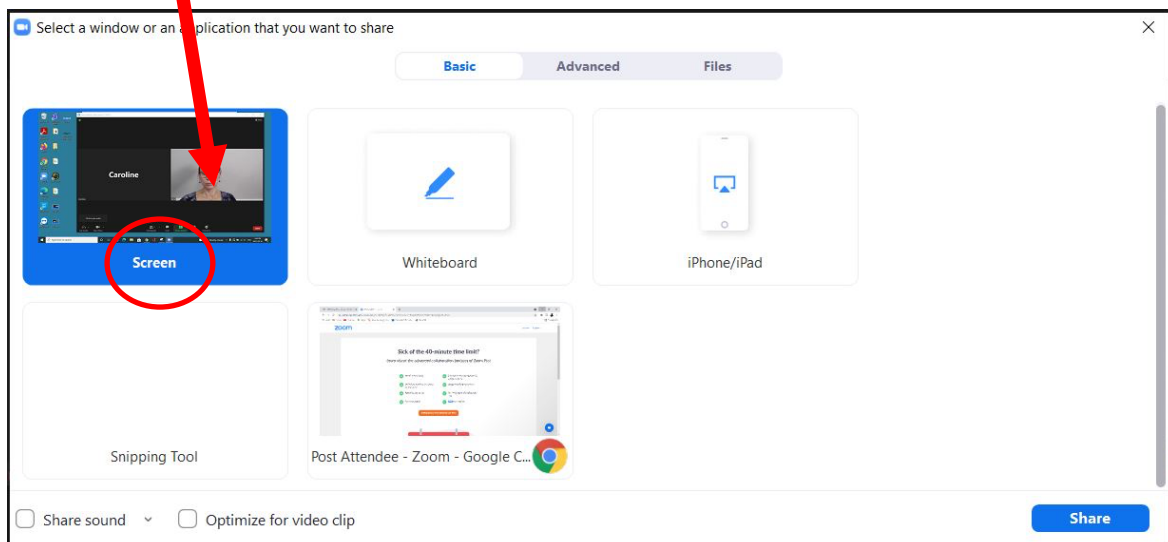 Select a window or an application that you want to share
Basic Advanced Files
Caroline
Screen
Whiteboard
iPhone/iPad
zoom
Sick of the 40-minute time limit?
Snipping Tool
Post Attendee - Zoom - Google C...
Share sound
Optimize for video clip
Share